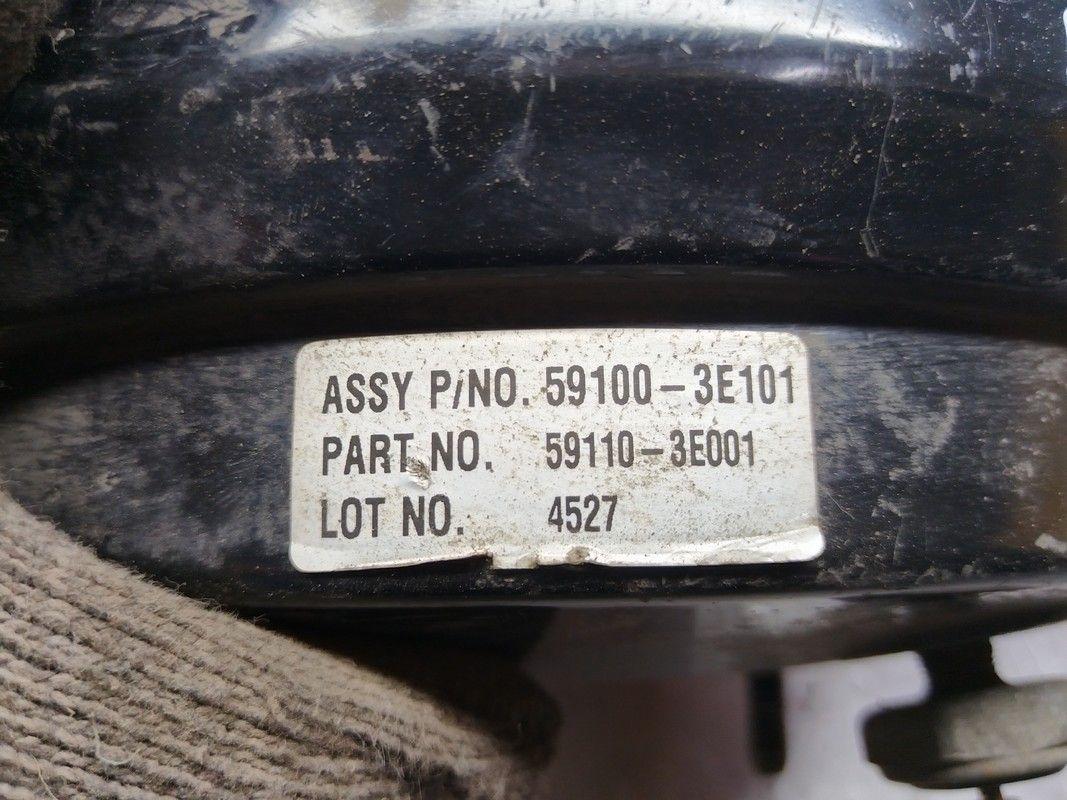 ASSY P/NO. 59100-3E101
PART NO. 59110-3E001
LOT NO. 4527